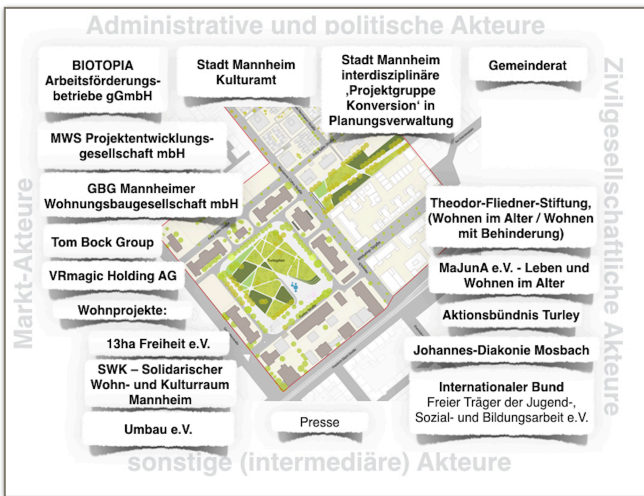 Administrative und politische Akteure
BIOTOPIA
Arbeitsförderungs-
betriebe gGmbH
Stadt Mannheim
Kulturamt
Stadt Mannheim
interdisziplinäre
‚Projektgruppe
Konversion‘ in
Planungsverwaltung
Gemeinderat
MWS Projektentwicklungs-
gesellschaft mbH
GBG Mannheimer
Wohnungsbaugesellschaft mbH
Tom Bock Group
VRmagic Holding AG
Wohnprojekte:
13ha Freiheit e.V.
SWK – Solidarischer
Wohn- und Kulturraum
Mannheim
Umbau e.V.
Markt-Akteure
Zivilgesellschaftliche Akteure
Theodor-Fliedner-Stiftung,
(Wohnen im Alter / Wohnen
mit Behinderung)
MaJunA e.V. - Leben und
Wohnen im Alter
Aktionsbündnis Turley
Johannes-Diakonie Mosbach
Internationaler Bund
Freier Träger der Jugend-,
Sozial- und Bildungsarbeit e.V.
Presse
sonstige (intermediäre) Akteure